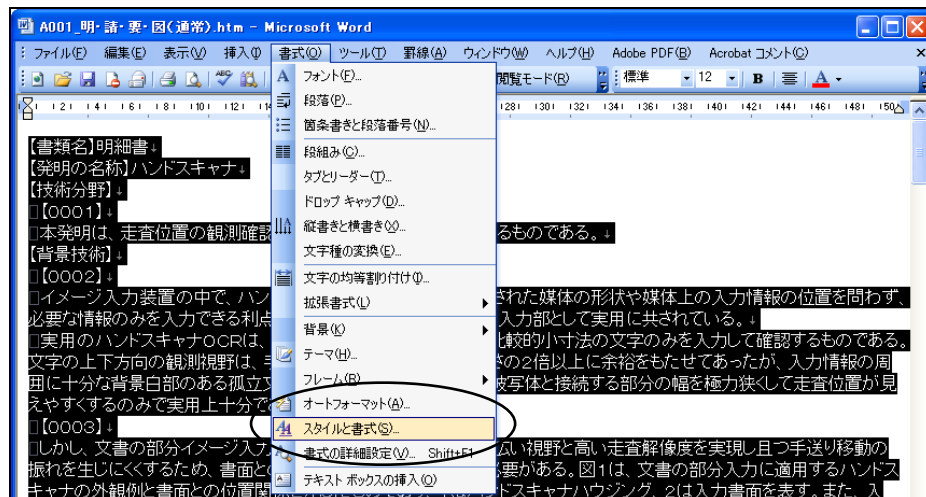 A001_明・請・要・図(通常).htm - Microsoft Word
ファイル(F) 編集(E) 表示(V) 挿入(I) 書式(O) ツール(T) 罫線(A) ウィンドウ(W) ヘルプ(H) Adobe PDF(B) Acrobat コメント(C)
閲覧モード(R) 標準 12 B A
フォント(F)...
段落(P)...
箇条書きと段落番号(N)...
段組み(C)...
タブとリーダー(T)...
ドロップ キャップ(D)...
縦書きと横書き(X)...
文字種の変換(E)...
文字の均等割り付け(I)...
拡張書式(L)
背景(K)
テーマ(H)...
フレーム(R)
オートフォーマット(A)...
スタイルと書式(S)...
書式の詳細設定(V)... Shift+F1
テキスト ボックスの挿入(O)
|2| |4| |6| |8| |10| |12| |14
|28| |30| |32| |34| |36| |38| |40| |42| |44| |46| |48| |50
【書類名】明細書↓
【発明の名称】ハンドスキャナ↓
【技術分野】↓
【0001】↓
本発明は、走査位置の観測確認 るものである。↓
【背景技術】↓
【0002】↓
イメージ入力装置の中で、ハン された媒体の形状や媒体上の入力情報の位置を問わず、
必要な情報のみを入力できる利点 入力部として実用に共されている。↓
実用のハンドスキャナOCRは、 比較的小寸法の文字のみを入力して確認するものである。
文字の上下方向の観測視野は、 さの2倍以上に余裕をもたせてあったが、入力情報の周
囲に十分な背景白部のある孤立文 被写体と接続する部分の幅を極力狭くして走査位置が見
えやすくするのみで実用上十分で
【0003】↓
しかし、文書の部分イメージ入力 広い視野と高い走査解像度を実現し且つ手送り移動の
振れを生じにくくするため、書面と 要がある。図1は、文書の部分入力に適用するハンドス
キャナの外観例と書面との位置関 ドスキャナハウジング、2は入力書面を表す。また、入